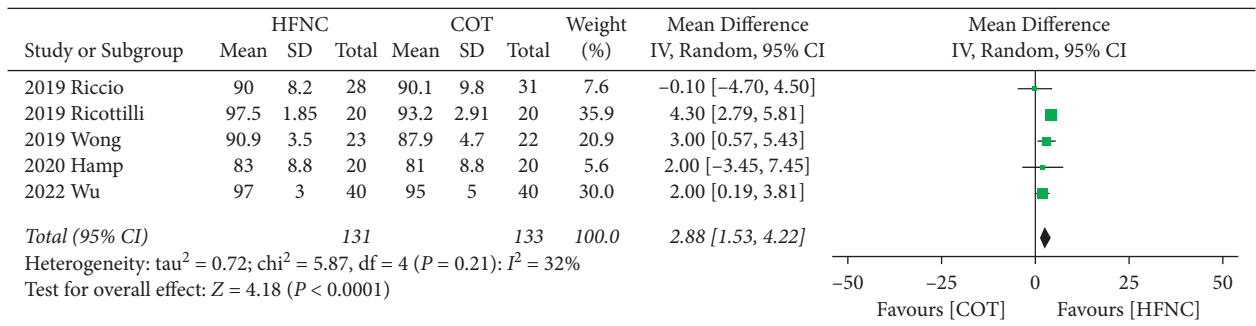 HFNC COT Weight Mean Difference Mean Difference
Study or Subgroup Mean SD Total Mean SD Total (%) IV, Random, 95% CI IV, Random, 95% CI
2019 Riccio 90 8.2 28 90.1 9.8 31 7.6 −0.10 [−4.70, 4.50]
2019 Ricottilli 97.5 1.85 20 93.2 2.91 20 35.9 4.30 [2.79, 5.81]
2019 Wong 90.9 3.5 23 87.9 4.7 22 20.9 3.00 [0.57, 5.43]
2020 Hamp 83 8.8 20 81 8.8 20 5.6 2.00 [−3.45, 7.45]
2022 Wu 97 3 40 95 5 40 30.0 2.00 [0.19, 3.81]
Total (95% CI) 131 133 100.0 2.88 [1.53, 4.22]
Heterogeneity: tau² = 0.72; chi² = 5.87, df = 4 (P = 0.21): I² = 32%
Test for overall effect: Z = 4.18 (P < 0.0001)
−50 −25 0 25 50
Favours [COT] Favours [HFNC]